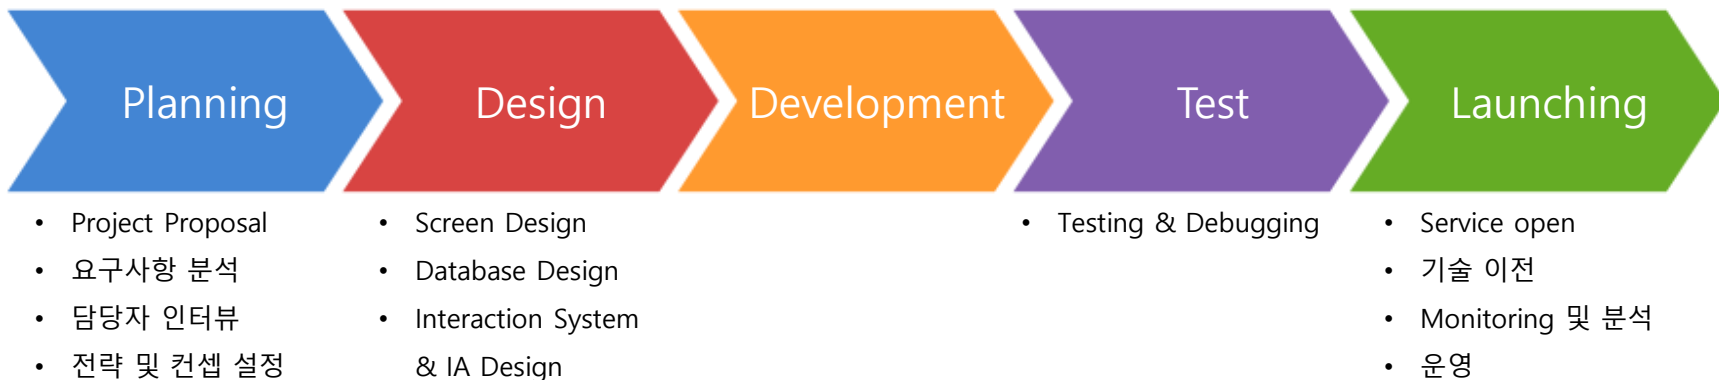 Planning
Design
Development
Test
Launching
• Project Proposal
• 요구사항 분석
• 담당자 인터뷰
• 전략 및 컨셉 설정
• Screen Design
• Database Design
• Interaction System
& IA Design
• Testing & Debugging
• Service open
• 기술 이전
• Monitoring 및 분석
• 운영